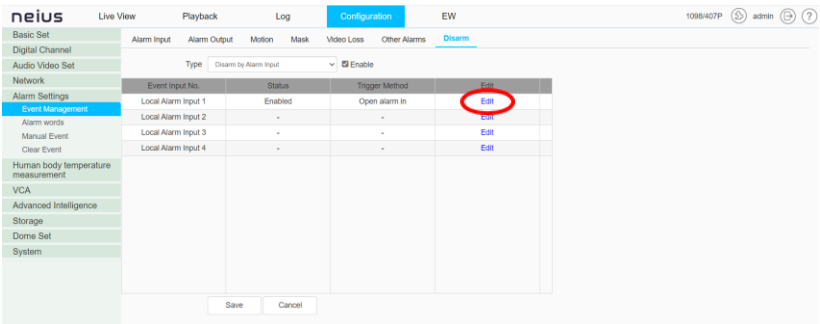 neius Live View Playback Log Configuration EW 1098/407P admin
Basic Set
Digital Channel
Audio Video Set
Network
Alarm Settings
Event Management
Alarm words
Manual Event
Clear Event
Human body temperature
measurement
VCA
Advanced Intelligence
Storage
Dome Set
System
Alarm Input Alarm Output Motion Mask Video Loss Other Alarms Disarm
Type Disarm by Alarm Input Enable
Event Input No. Status Trigger Method Edit
Local Alarm Input 1 Enabled Open alarm in Edit
Local Alarm Input 2 - - Edit
Local Alarm Input 3 - - Edit
Local Alarm Input 4 - - Edit
Save Cancel